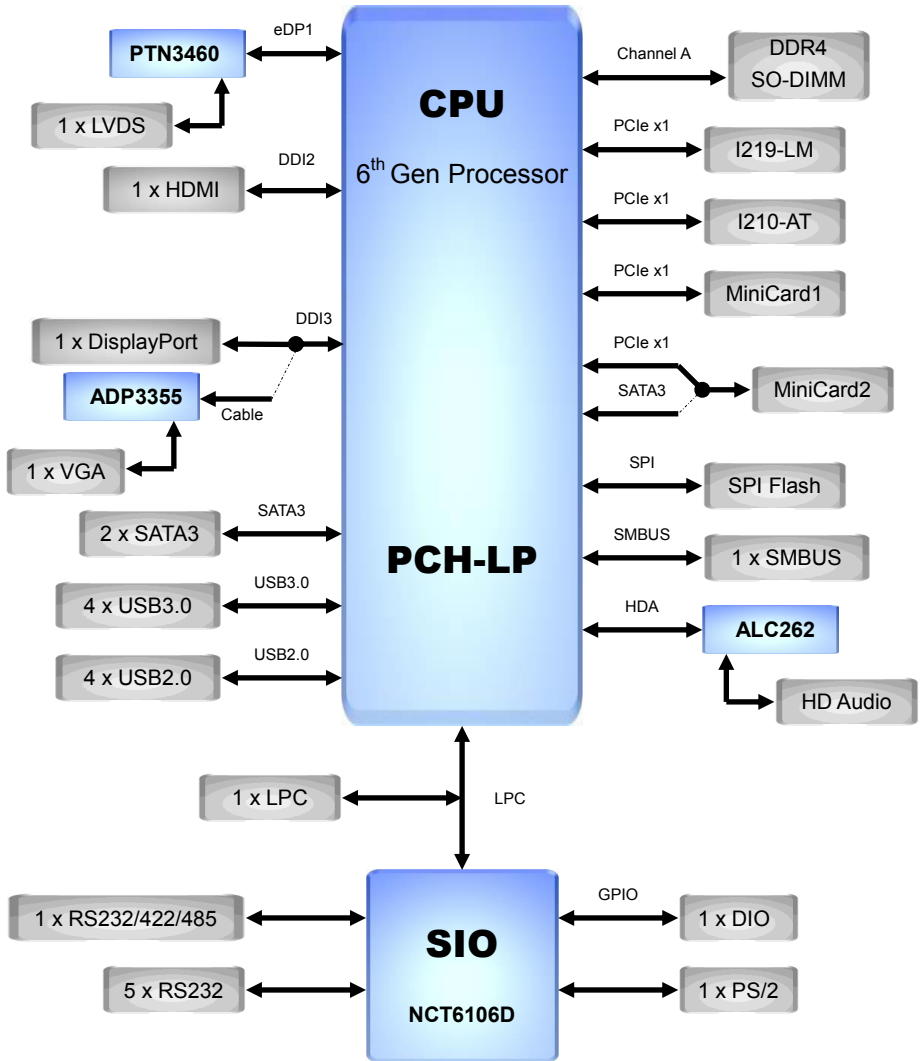 eDP1
PTN3460
1 x LVDS
DDI2
1 x HDMI
DDI3
1 x DisplayPort
ADP3355
Cable
1 x VGA
SATA3
2 x SATA3
USB3.0
4 x USB3.0
USB2.0
4 x USB2.0
CPU
6th Gen Processor
PCH-LP
Channel A
DDR4
SO-DIMM
PCIe x1
I219-LM
PCIe x1
I210-AT
PCIe x1
MiniCard1
PCIe x1
SATA3
MiniCard2
SPI
SPI Flash
SMBUS
1 x SMBUS
HDA
ALC262
HD Audio
1 x LPC
LPC
1 x RS232/422/485
5 x RS232
SIO
NCT6106D
GPIO
1 x DIO
1 x PS/2